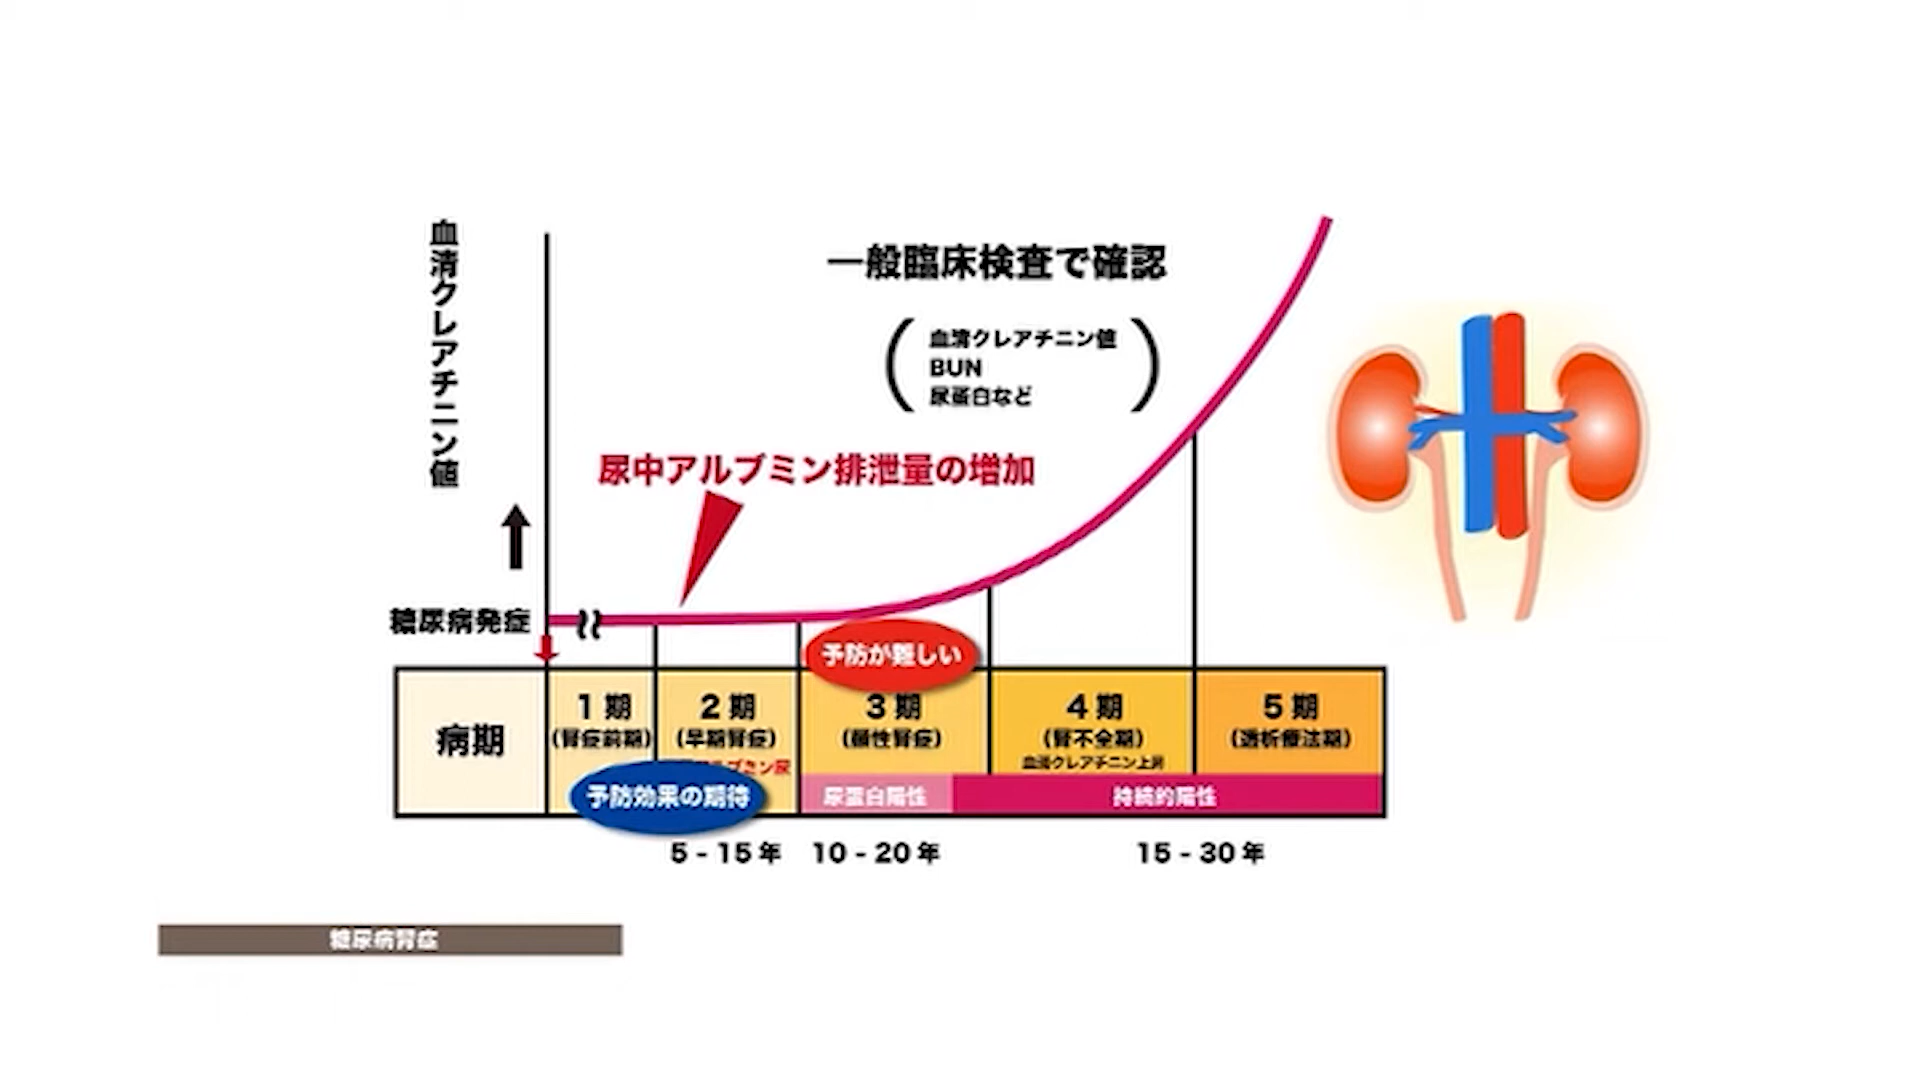 血清クレアチニン値
一般臨床検査で確認
血清クレアチニン値
BUN
尿蛋白など
尿中アルブミン排泄量の増加
糖尿病発症
予防が難しい
病期
1期
(腎症前期)
2期
(早期腎症)
ルブミン尿
3期
(顕性腎症)
4期
(腎不全期)
血清クレアチニン上昇
5期
(透析療法期)
予防効果の期待
尿蛋白陽性
持続的陽性
5-15年
10-20年
15-30年
糖尿病腎症